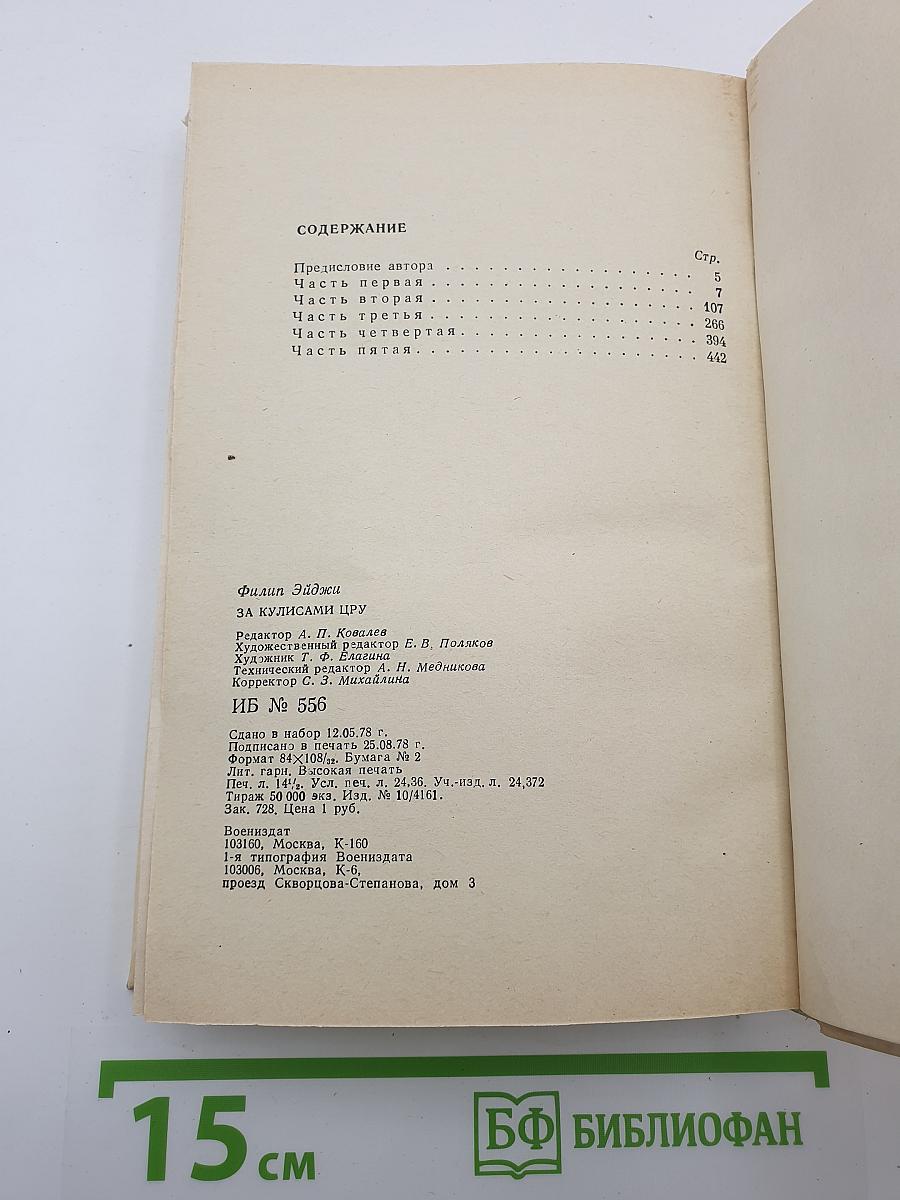 СОДЕРЖАНИЕ
Стр.
Предисловие автора . . . . . . . . . . . . . . . . . . 5
Часть первая . . . . . . . . . . . . . . . . . . . 7
Часть вторая . . . . . . . . . . . . . . . . . . . 107
Часть третья . . . . . . . . . . . . . . . . . . . 266
Часть четвертая . . . . . . . . . . . . . . . . . 394
Часть пятая . . . . . . . . . . . . . . . . . . . . 442
Филип Эйджи
ЗА КУЛИСАМИ ЦРУ
Редактор А. П. Ковалев
Художественный редактор Е. В. Поляков
Художник Т. Ф. Елагина
Технический редактор А. Н. Медникова
Корректор С. З. Михайлина
ИБ № 556
Сдано в набор 12.05.78 г.
Подписано в печать 25.08.78 г.
Формат 84×108/32. Бумага № 2
Лит. гарн. Высокая печать
Печ. л. 14½. Усл. печ. л. 24,36. Уч.-изд. л. 24,372
Тираж 50 000 экз. Изд. № 10/4161.
Зак. 728. Цена 1 руб.
Воениздат
103160, Москва, К-160
1-я типография Воениздата
103006, Москва, К-6,
проезд Скворцова-Степанова, дом 3
15 см
БФ БИБЛИОФАН